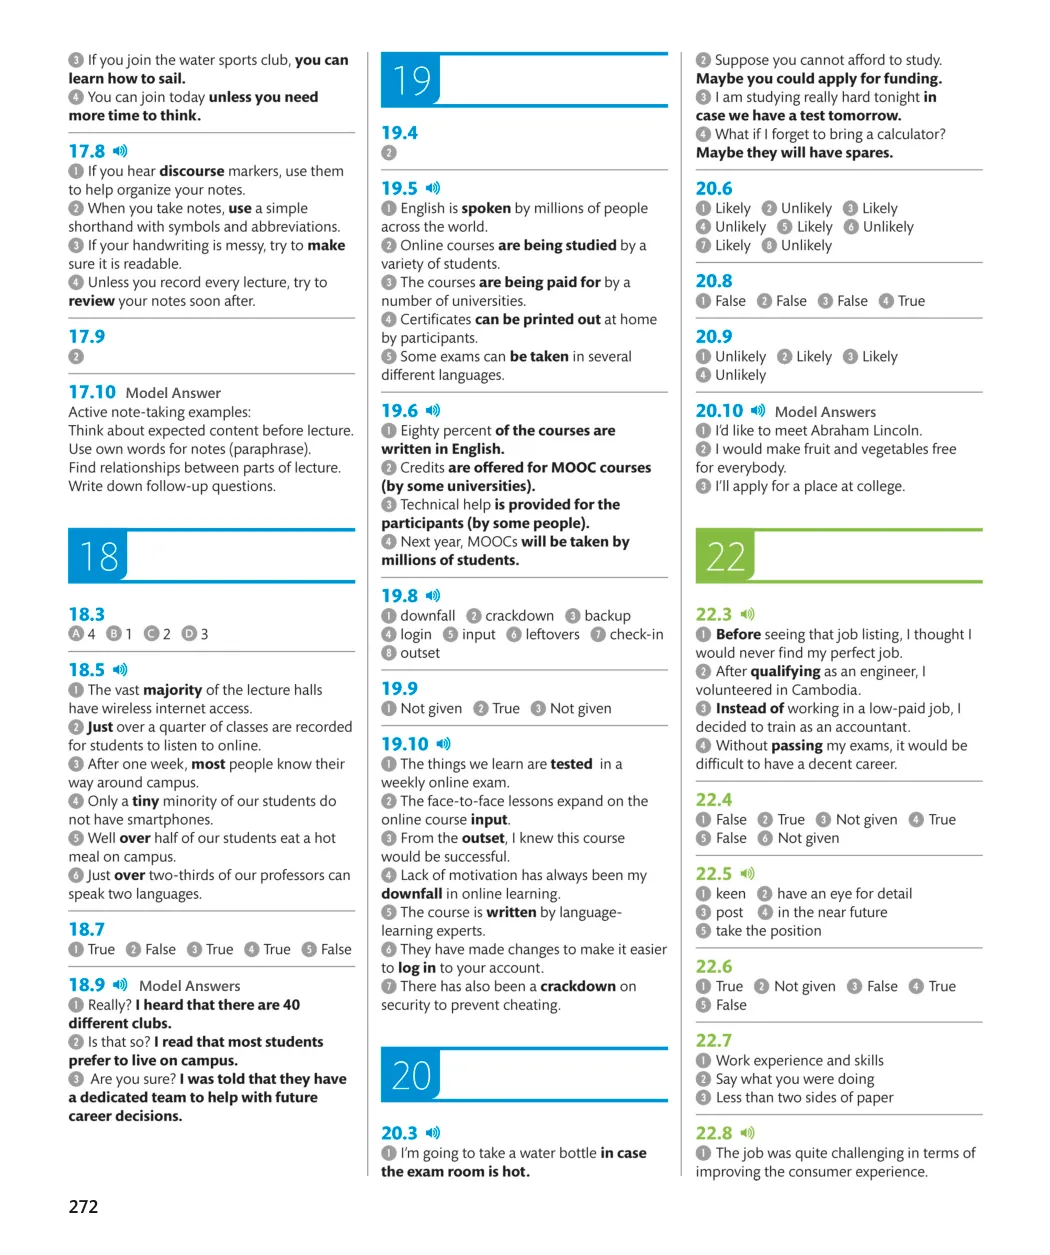 3 If you join the water sports club, you can
learn how to sail.
4 You can join today unless you need
more time to think.
17.8
1 If you hear discourse markers, use them
to help organize your notes.
2 When you take notes, use a simple
shorthand with symbols and abbreviations.
3 If your handwriting is messy, try to make
sure it is readable.
4 Unless you record every lecture, try to
review your notes soon after.
17.9
2
17.10 Model Answer
Active note-taking examples:
Think about expected content before lecture.
Use own words for notes (paraphrase).
Find relationships between parts of lecture.
Write down follow-up questions.
18
18.3
A 4 B 1 C 2 D 3
18.5
1 The vast majority of the lecture halls
have wireless internet access.
2 Just over a quarter of classes are recorded
for students to listen to online.
3 After one week, most people know their
way around campus.
4 Only a tiny minority of our students do
not have smartphones.
5 Well over half of our students eat a hot
meal on campus.
6 Just over two-thirds of our professors can
speak two languages.
18.7
1 True 2 False 3 True 4 True 5 False
18.9 Model Answers
1 Really? I heard that there are 40
different clubs.
2 Is that so? I read that most students
prefer to live on campus.
3 Are you sure? I was told that they have
a dedicated team to help with future
career decisions.
19
19.4
2
19.5
1 English is spoken by millions of people
across the world.
2 Online courses are being studied by a
variety of students.
3 The courses are being paid for by a
number of universities.
4 Certificates can be printed out at home
by participants.
5 Some exams can be taken in several
different languages.
19.6
1 Eighty percent of the courses are
written in English.
2 Credits are offered for MOOC courses
(by some universities).
3 Technical help is provided for the
participants (by some people).
4 Next year, MOOCs will be taken by
millions of students.
19.8
1 downfall 2 crackdown 3 backup
4 login 5 input 6 leftovers 7 check-in
8 outset
19.9
1 Not given 2 True 3 Not given
19.10
1 The things we learn are tested in a
weekly online exam.
2 The face-to-face lessons expand on the
online course input.
3 From the outset, I knew this course
would be successful.
4 Lack of motivation has always been my
downfall in online learning.
5 The course is written by language-
learning experts.
6 They have made changes to make it easier
to log in to your account.
7 There has also been a crackdown on
security to prevent cheating.
20
20.3
1 I'm going to take a water bottle in case
the exam room is hot.
2 Suppose you cannot afford to study.
Maybe you could apply for funding.
3 I am studying really hard tonight in
case we have a test tomorrow.
4 What if I forget to bring a calculator?
Maybe they will have spares.
20.6
1 Likely 2 Unlikely 3 Likely
4 Unlikely 5 Likely 6 Unlikely
7 Likely 8 Unlikely
20.8
1 False 2 False 3 False 4 True
20.9
1 Unlikely 2 Likely 3 Likely
4 Unlikely
20.10 Model Answers
1 I'd like to meet Abraham Lincoln.
2 I would make fruit and vegetables free
for everybody.
3 I'll apply for a place at college.
22
22.3
1 Before seeing that job listing, I thought I
would never find my perfect job.
2 After qualifying as an engineer, I
volunteered in Cambodia.
3 Instead of working in a low-paid job, I
decided to train as an accountant.
4 Without passing my exams, it would be
difficult to have a decent career.
22.4
1 False 2 True 3 Not given 4 True
5 False 6 Not given
22.5
1 keen 2 have an eye for detail
3 post 4 in the near future
5 take the position
22.6
1 True 2 Not given 3 False 4 True
5 False
22.7
1 Work experience and skills
2 Say what you were doing
3 Less than two sides of paper
22.8
1 The job was quite challenging in terms of
improving the consumer experience.
272